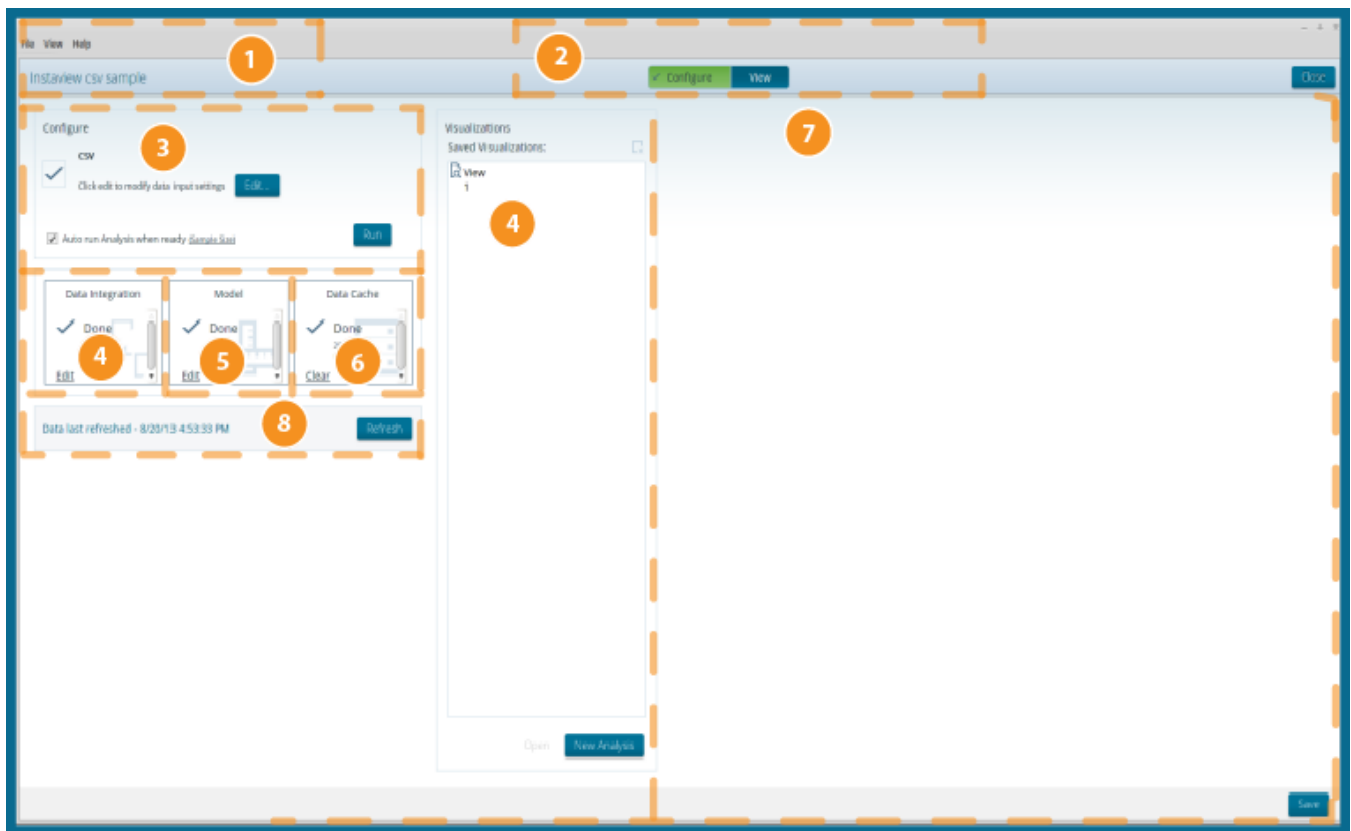 File View Help
1
2
Instaview csv sample
Configure View
Close
Configure
3
CSV
Click edit to modify data input settings Edit...
Auto run Analysis when ready (Sample Size)
Run
Data Integration
Done
4
Edit
Model
Done
5
Edit
Data Cache
Done
6
Clear
8
Data last refreshed - 8/20/13 4:53:33 PM
Refresh
Visualizations
Saved Visualizations:
View
1
4
Open New Analysis
7
Save